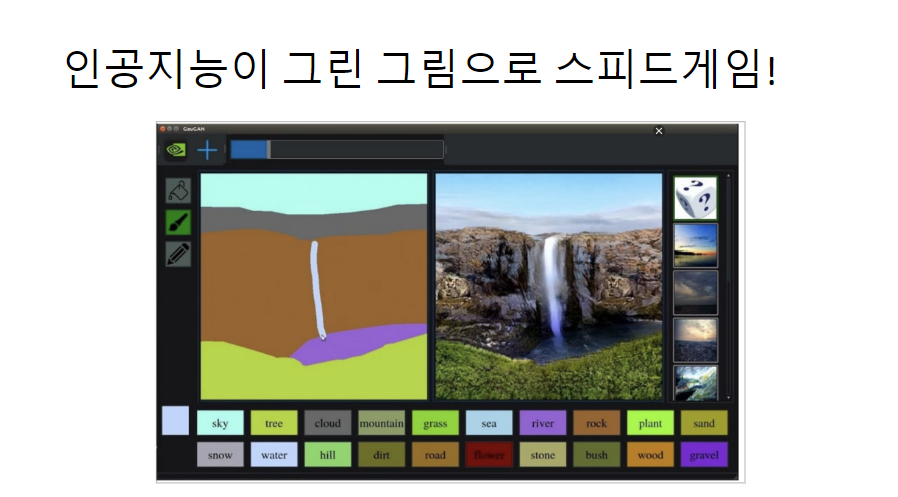 인공지능이 그린 그림으로 스피드게임!
GauGAN
sky tree cloud mountain grass sea river rock plant sand
snow water hill dirt road flower stone bush wood gravel